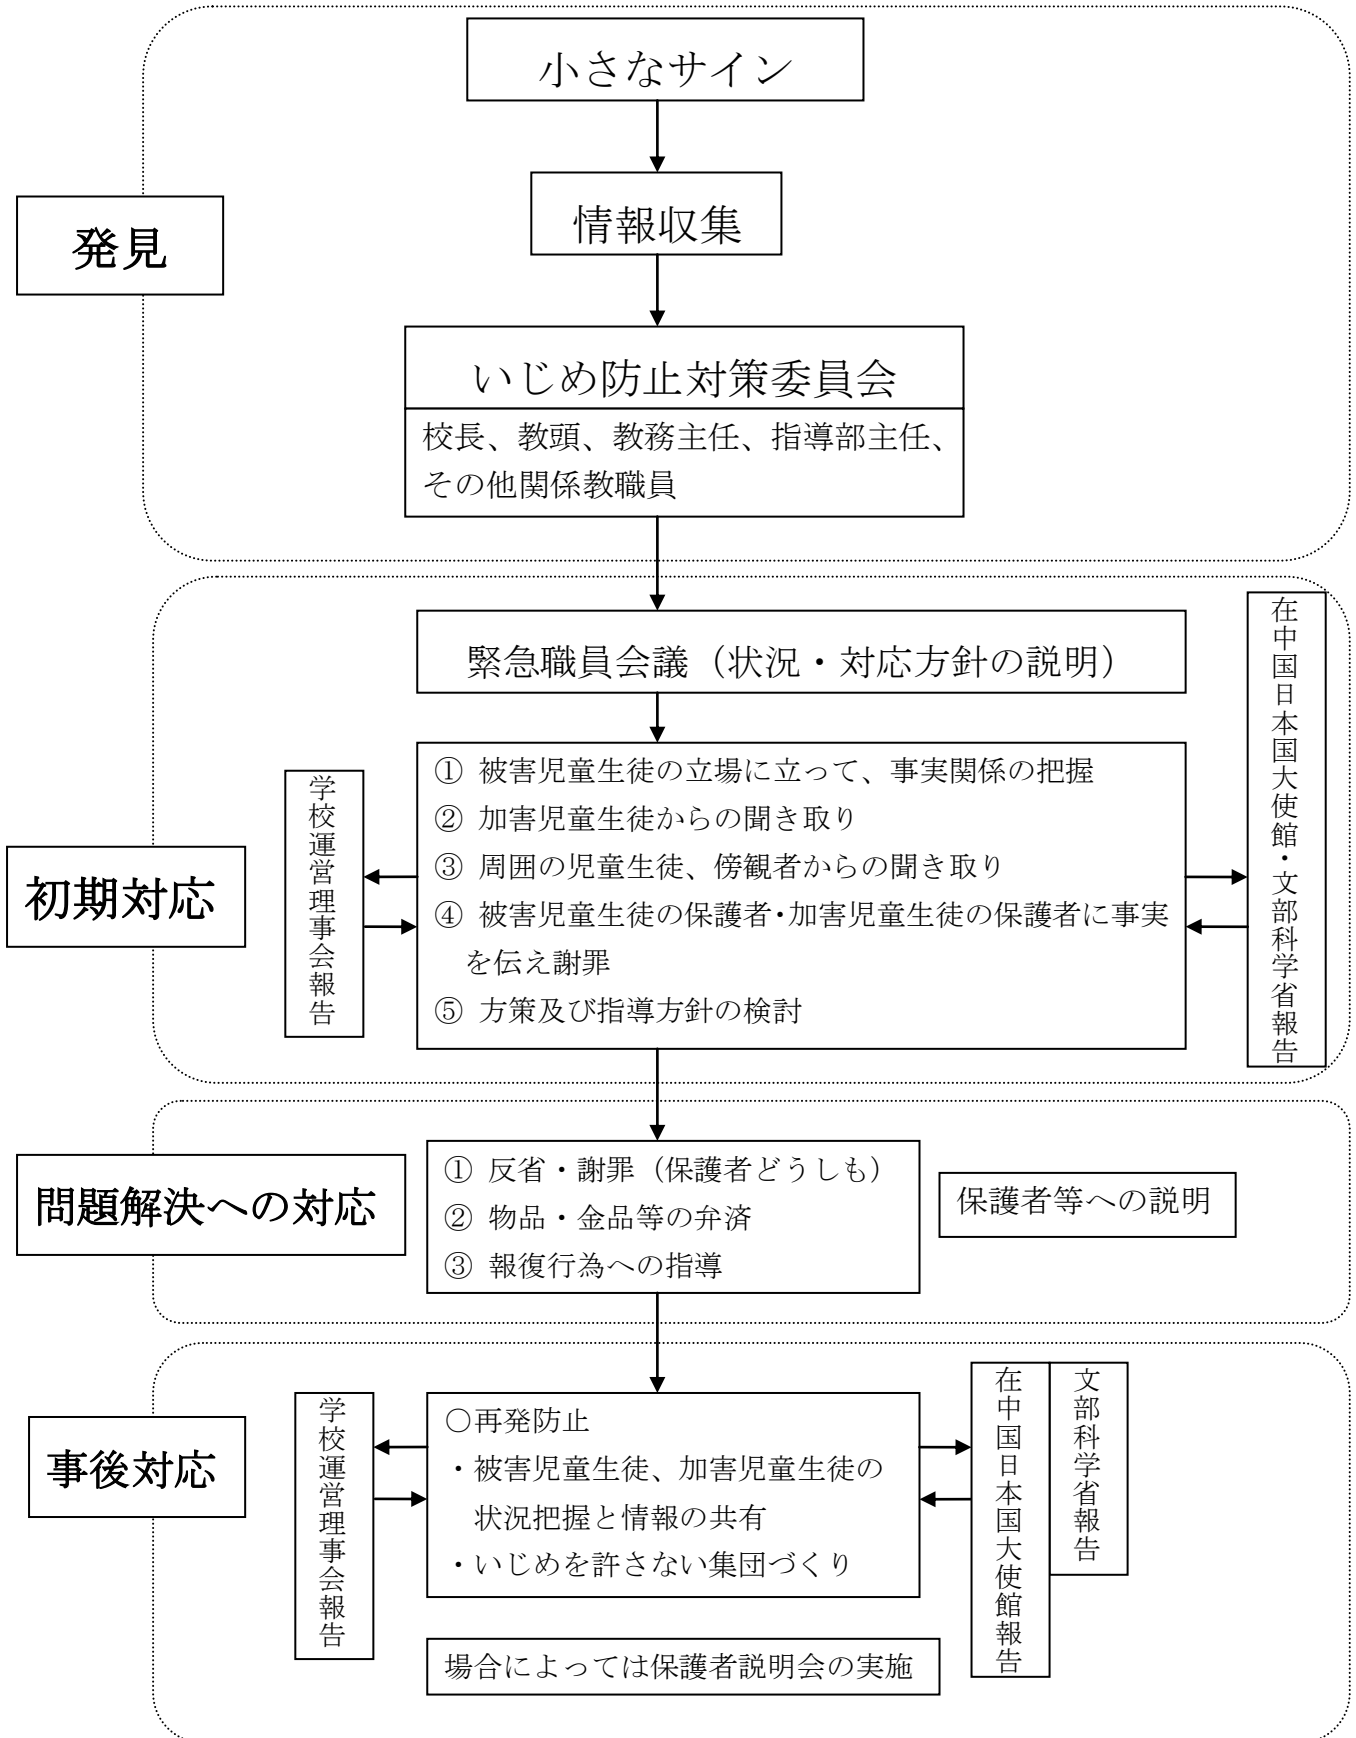 小さなサイン
発見
情報収集
いじめ防止対策委員会
校長、教頭、教務主任、指導部主任、
その他関係教職員
緊急職員会議（状況・対応方針の説明）
初期対応
学校運営理事会報告
① 被害児童生徒の立場に立って、事実関係の把握
② 加害児童生徒からの聞き取り
③ 周囲の児童生徒、傍観者からの聞き取り
④ 被害児童生徒の保護者・加害児童生徒の保護者に事実
を伝え謝罪
⑤ 方策及び指導方針の検討
在中国日本国大使館・文部科学省報告
問題解決への対応
① 反省・謝罪（保護者どうしも）
② 物品・金品等の弁済
③ 報復行為への指導
保護者等への説明
事後対応
学校運営理事会報告
○再発防止
・被害児童生徒、加害児童生徒の
状況把握と情報の共有
・いじめを許さない集団づくり
在中国日本国大使館報告
文部科学省報告
場合によっては保護者説明会の実施